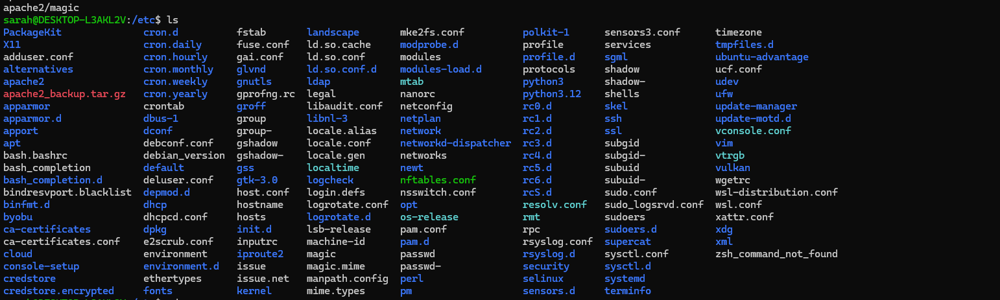 apache2/magic
sarah@DESKTOP-L3AKL2V:/etc$ ls
PackageKit cron.d fstab landscape mke2fs.conf polkit-1 sensors3.conf timezone
X11 cron.daily fuse.conf ld.so.cache modprobe.d profile services tmpfiles.d
adduser.conf cron.hourly gai.conf ld.so.conf modules profile.d sgml ubuntu-advantage
alternatives cron.monthly glvnd ld.so.conf.d modules-load.d protocols shadow ucf.conf
apache2 cron.weekly gnutls ldap mtab python3 shadow- udev
apache2_backup.tar.gz cron.yearly gprofng.rc legal nanorc python3.12 shells ufw
apparmor crontab groff libaudit.conf netconfig rc0.d skel update-manager
apparmor.d dbus-1 group libnl-3 netplan rc1.d ssh update-motd.d
apport dconf group- locale.alias network rc2.d ssl vconsole.conf
apt debconf.conf gshadow locale.conf networkd-dispatcher rc3.d subgid vim
bash.bashrc debian_version gshadow- locale.gen networks rc4.d subgid- vtrgb
bash_completion default gss localtime newt rc5.d subuid vulkan
bash_completion.d deluser.conf gtk-3.0 logcheck nftables.conf rc6.d subuid- wgetrc
bindresvport.blacklist depmod.d host.conf login.defs nsswitch.conf rcS.d sudo.conf wsl-distribution.conf
binfmt.d dhcp hostname logrotate.conf opt resolv.conf sudo_logsrvd.conf wsl.conf
byobu dhcpcd.conf hosts logrotate.d os-release rmt sudoers xattr.conf
ca-certificates dpkg init.d lsb-release pam.conf rpc sudoers.d xdg
ca-certificates.conf e2scrub.conf inputrc machine-id pam.d rsyslog.conf supercat xml
cloud environment iproute2 magic passwd rsyslog.d sysctl.conf zsh_command_not_found
console-setup environment.d issue magic.mime passwd- security sysctl.d
credstore ethertypes issue.net manpath.config perl selinux systemd
credstore.encrypted fonts kernel mime.types pm sensors.d terminfo